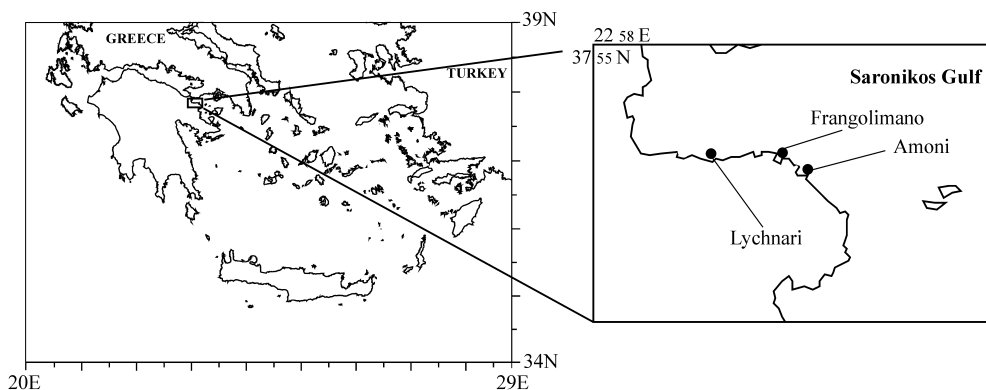 39N
GREECE
TURKEY
34N
20E
29E
22 58 E
37 55 N
Saronikos Gulf
Frangolimano
Amoni
Lychnari